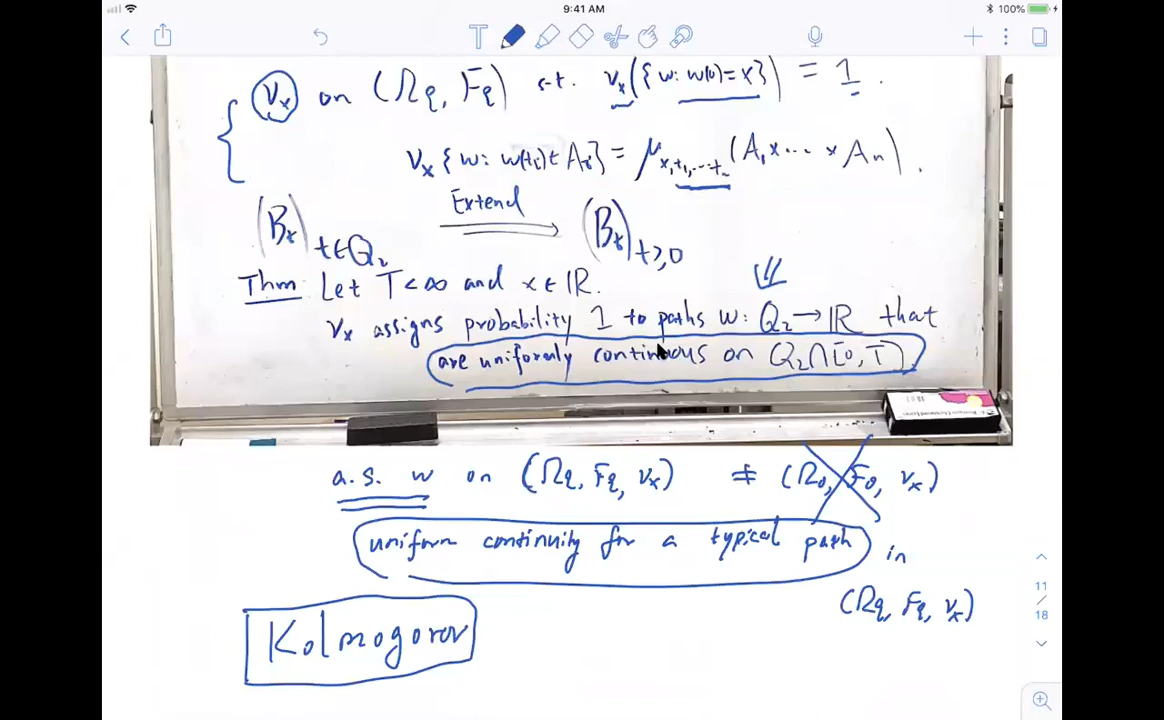 9:41 AM
100%
T
νx on (Ωq, Fq) s.t. νx({w: w(0)=x}) = 1.
νx{w: w(ti)∈Ai} = μx,t1,...tn (A1×...×An).
Extend
(Bt)t∈Q2 ⟹ (Bt)t≥0
Thm: Let T<∞ and x∈ℝ.
νx assigns probability 1 to paths w: Q2→ℝ that
are uniformly continuous on Q2∩[0, T].
a.s. w on (Ωq, Fq, νx) ≠ (Ω0, F0, νx)
uniform continuity for a typical path in
(Ωq, Fq, νx)
Kolmogorov
11
/
18